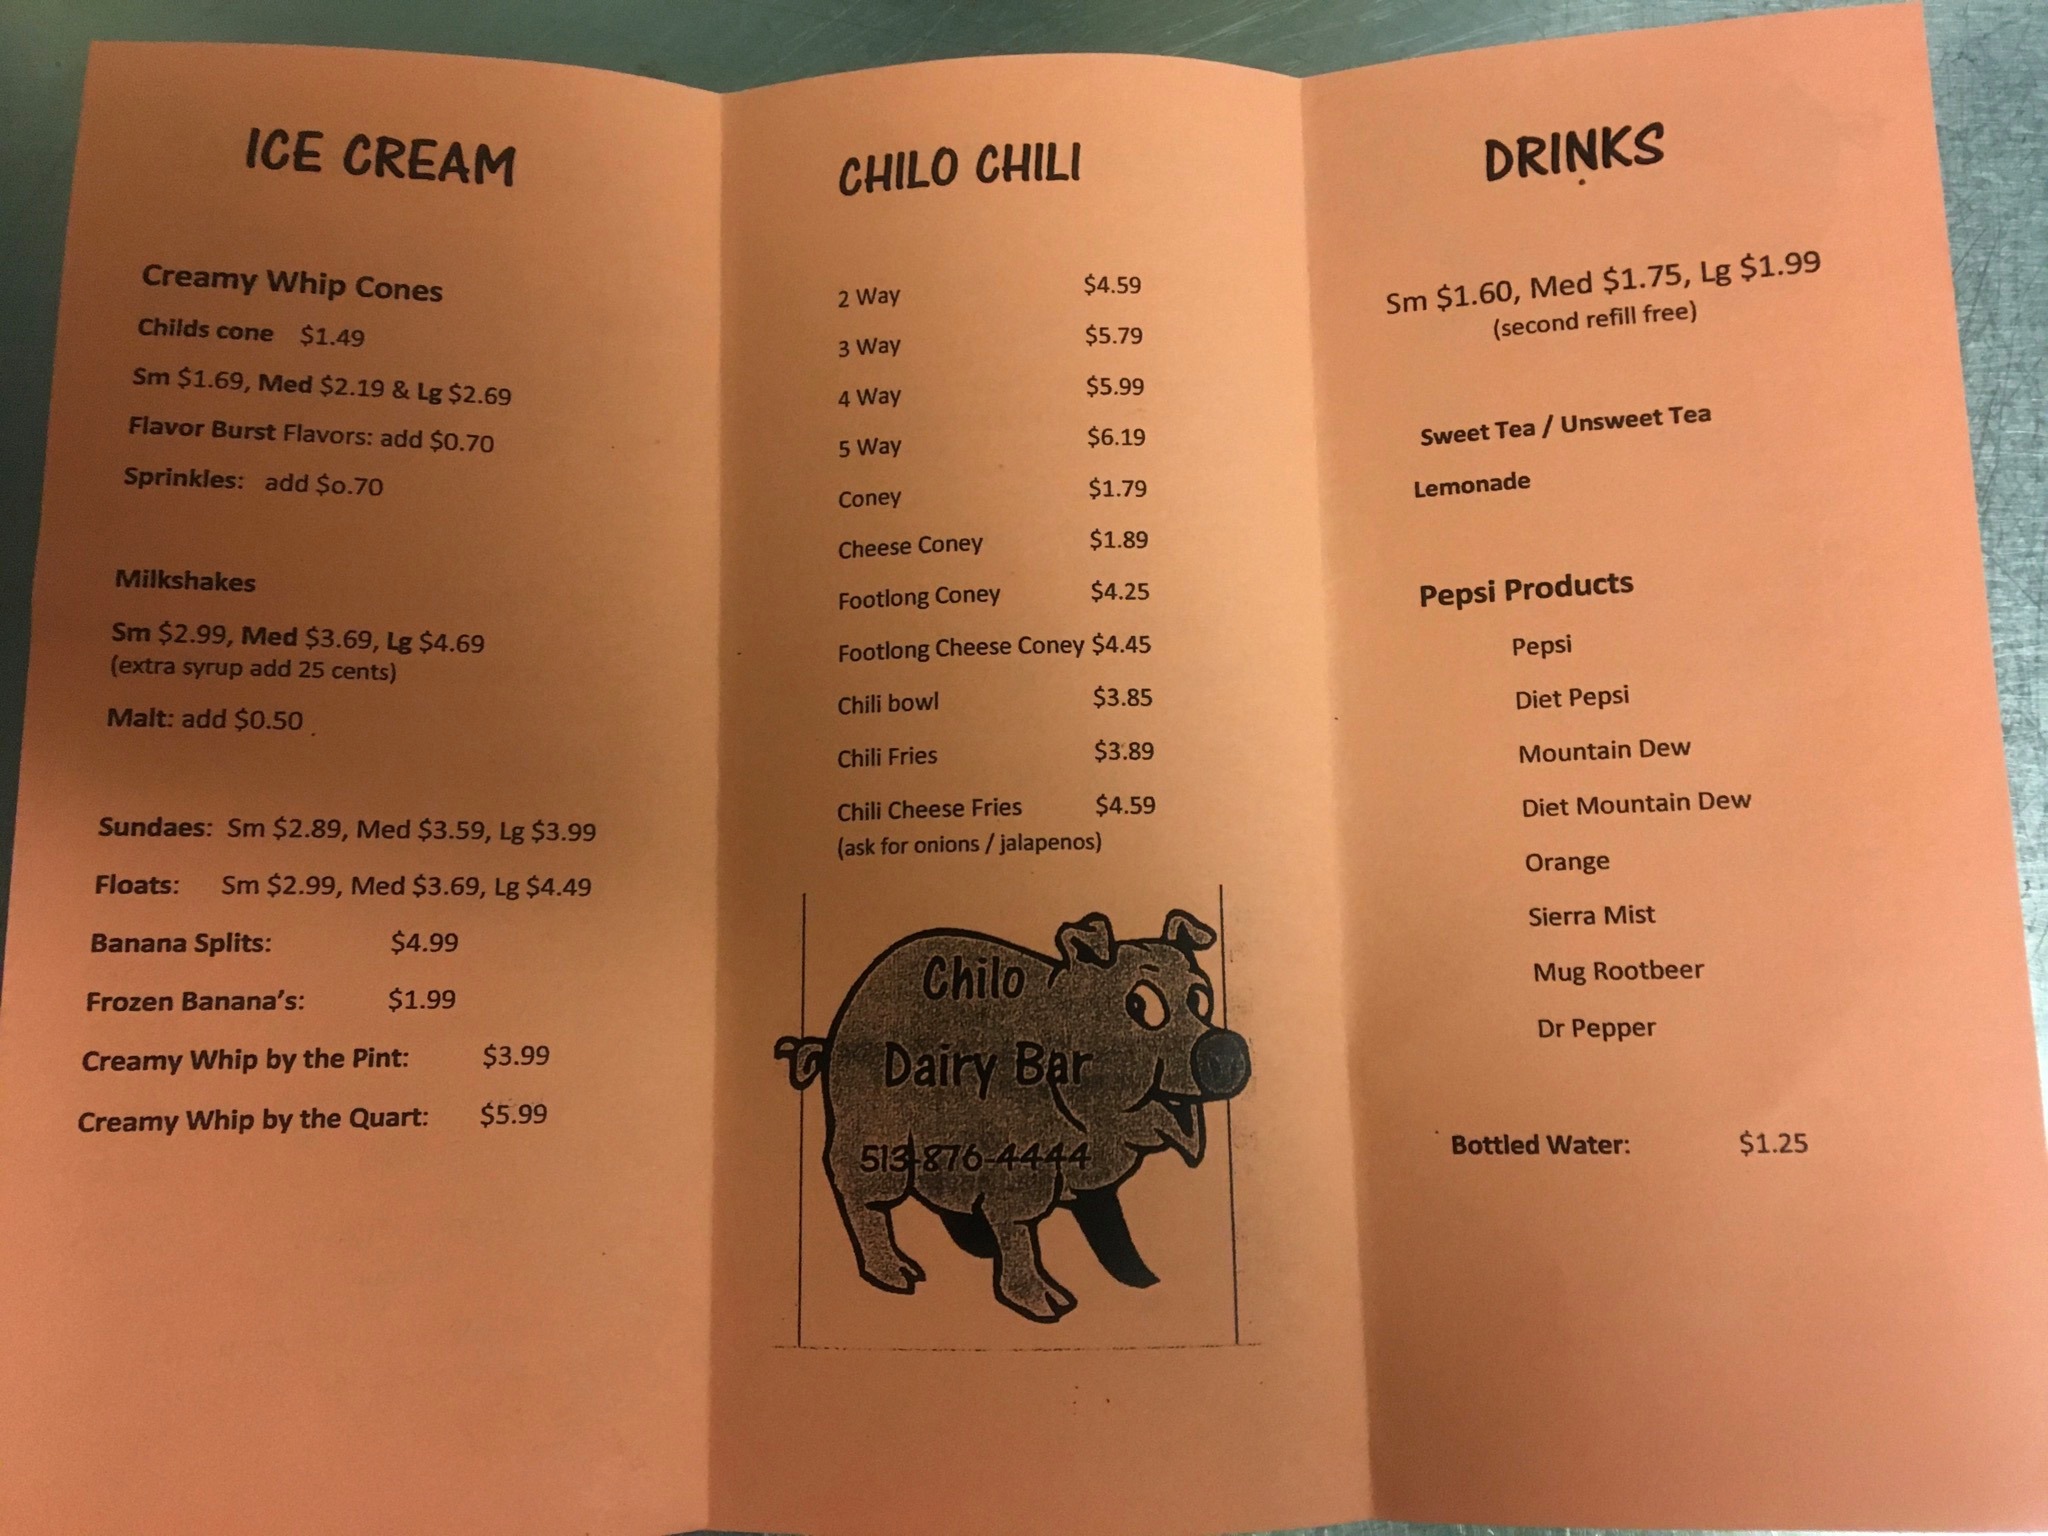 ICE CREAM
Creamy Whip Cones
Childs cone $1.49
Sm $1.69, Med $2.19 & Lg $2.69
Flavor Burst Flavors: add $0.70
Sprinkles: add $o.70
Milkshakes
Sm $2.99, Med $3.69, Lg $4.69
(extra syrup add 25 cents)
Malt: add $0.50
Sundaes: Sm $2.89, Med $3.59, Lg $3.99
Floats: Sm $2.99, Med $3.69, Lg $4.49
Banana Splits: $4.99
Frozen Banana’s: $1.99
Creamy Whip by the Pint: $3.99
Creamy Whip by the Quart: $5.99
CHILO CHILI
2 Way $4.59
3 Way $5.79
4 Way $5.99
5 Way $6.19
Coney $1.79
Cheese Coney $1.89
Footlong Coney $4.25
Footlong Cheese Coney $4.45
Chili bowl $3.85
Chili Fries $3.89
Chili Cheese Fries $4.59
(ask for onions / jalapenos)
Chilo
Dairy Bar
513-876-4444
DRINKS
Sm $1.60, Med $1.75, Lg $1.99
(second refill free)
Sweet Tea / Unsweet Tea
Lemonade
Pepsi Products
Pepsi
Diet Pepsi
Mountain Dew
Diet Mountain Dew
Orange
Sierra Mist
Mug Rootbeer
Dr Pepper
Bottled Water: $1.25